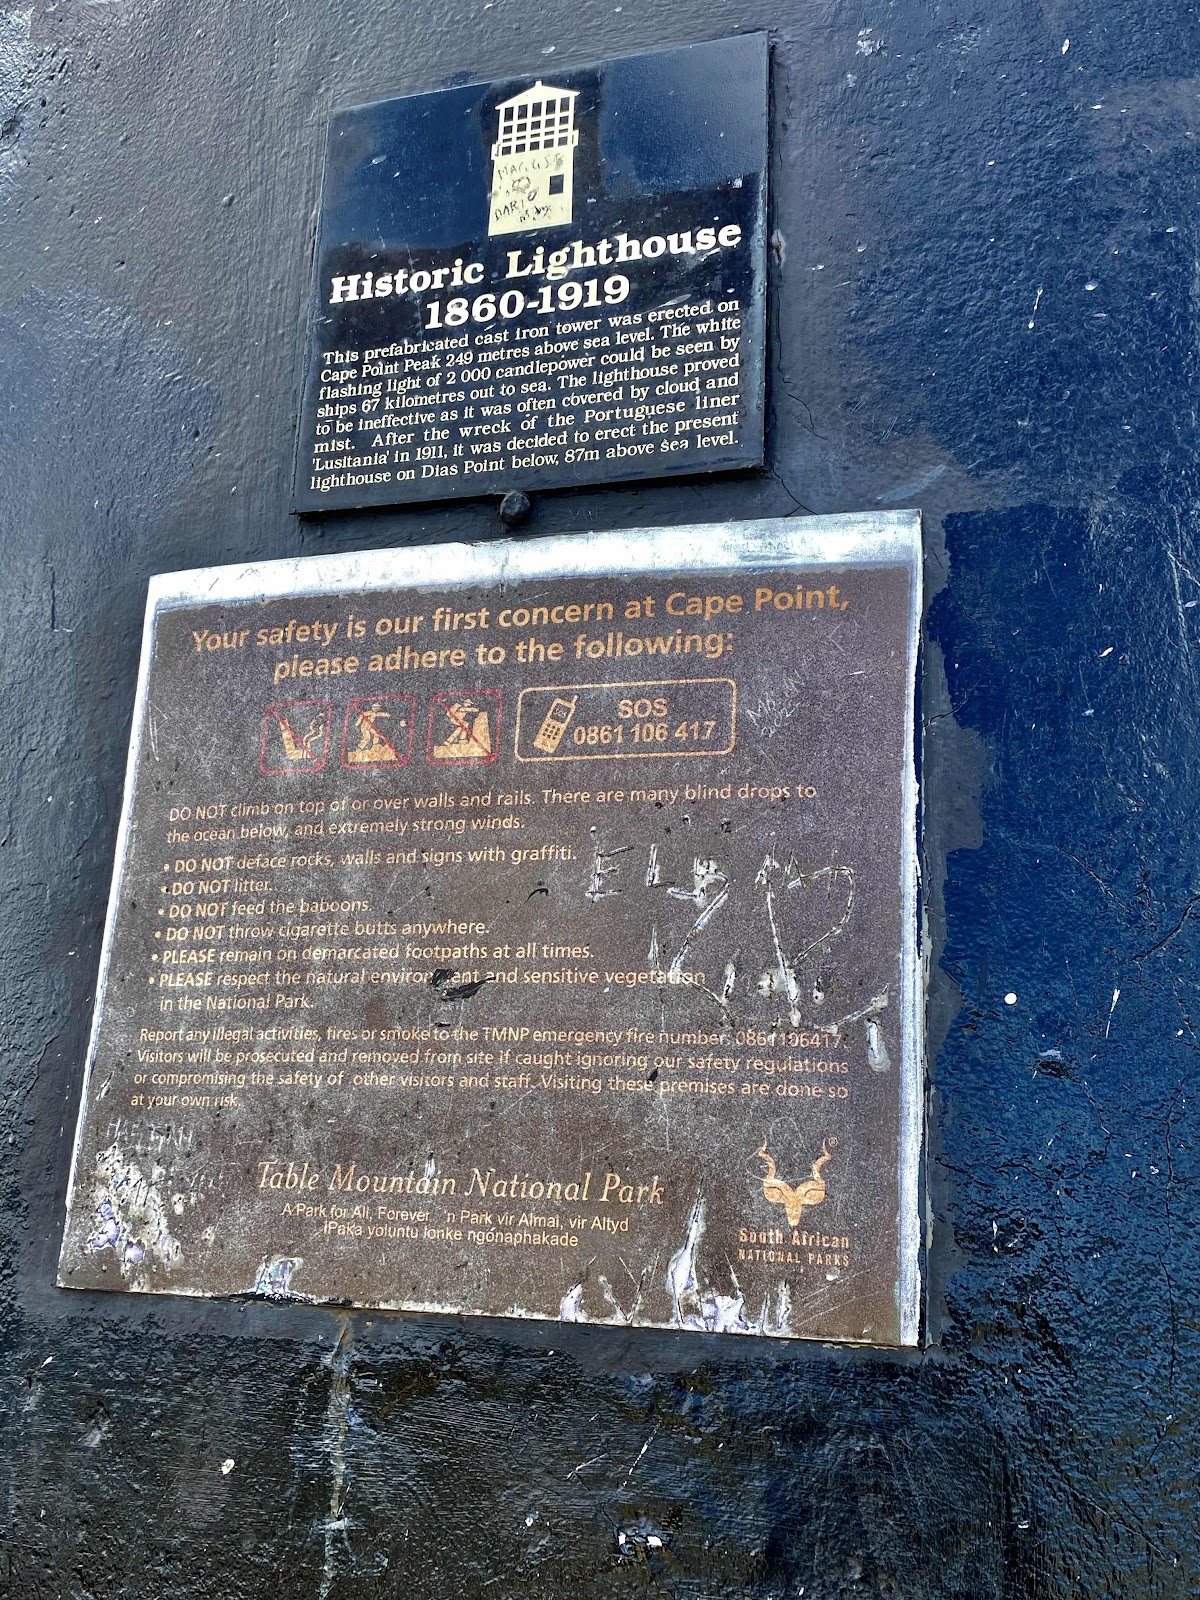 MARIUS
DARIO
Historic Lighthouse
1860-1919
This prefabricated cast iron tower was erected on
Cape Point Peak 249 metres above sea level. The white
flashing light of 2 000 candlepower could be seen by
ships 67 kilometres out to sea. The lighthouse proved
to be ineffective as it was often covered by cloud and
mist. After the wreck of the Portuguese liner
'Lusitania' in 1911, it was decided to erect the present
lighthouse on Dias Point below, 87m above sea level.
Your safety is our first concern at Cape Point,
please adhere to the following:
SOS
0861 106 417
DO NOT climb on top of or over walls and rails. There are many blind drops to
the ocean below, and extremely strong winds.
• DO NOT deface rocks, walls and signs with graffiti.
• DO NOT litter.
• DO NOT feed the baboons.
• DO NOT throw cigarette butts anywhere.
• PLEASE remain on demarcated footpaths at all times.
• PLEASE respect the natural environment and sensitive vegetation
in the National Park.
Report any illegal activities, fires or smoke to the TMNP emergency fire number: 0861106417.
Visitors will be prosecuted and removed from site if caught ignoring our safety regulations
or compromising the safety of other visitors and staff. Visiting these premises are done so
at your own risk.
Table Mountain National Park
A Park for All, Forever 'n Park vir Almal, vir Altyd
iPaka yoluntu lonke ngonaphakade
®
South African
NATIONAL PARKS